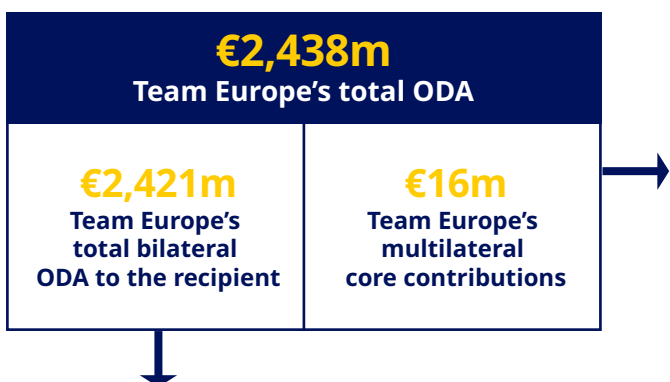 €2,438m
Team Europe’s total ODA
€2,421m
Team Europe’s
total bilateral
ODA to the recipient
€16m
Team Europe’s
multilateral
core contributions